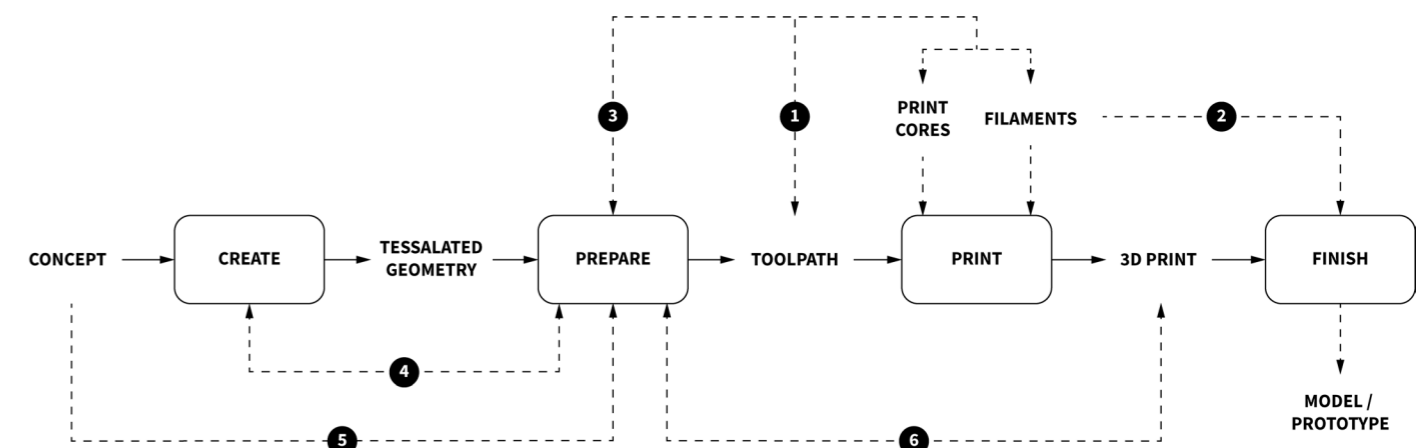 3
1
2
PRINT
CORES
FILAMENTS
CONCEPT
CREATE
TESSALATED
GEOMETRY
PREPARE
TOOLPATH
PRINT
3D PRINT
FINISH
4
MODEL /
PROTOTYPE
5
6